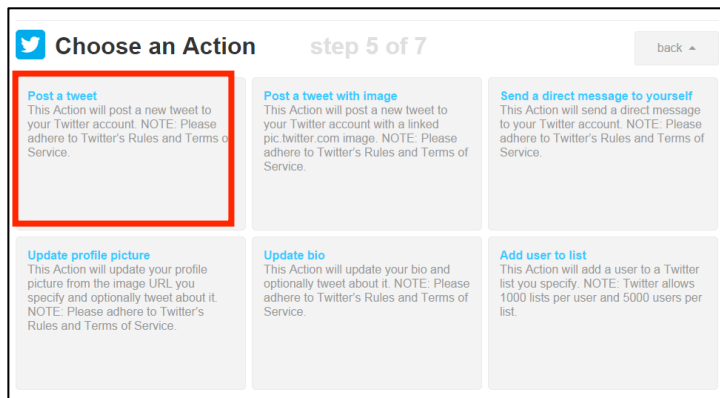 Choose an Action step 5 of 7 back
Post a tweet
This Action will post a new tweet to
your Twitter account. NOTE: Please
adhere to Twitter's Rules and Terms o
Service.
Post a tweet with image
This Action will post a new tweet to
your Twitter account with a linked
pic.twitter.com image. NOTE: Please
adhere to Twitter's Rules and Terms of
Service.
Send a direct message to yourself
This Action will send a direct message
to your Twitter account. NOTE: Please
adhere to Twitter's Rules and Terms of
Service.
Update profile picture
This Action will update your profile
picture from the image URL you
specify and optionally tweet about it.
NOTE: Please adhere to Twitter's
Rules and Terms of Service.
Update bio
This Action will update your bio and
optionally tweet about it. NOTE: Please
adhere to Twitter's Rules and Terms of
Service.
Add user to list
This Action will add a user to a Twitter
list you specify. NOTE: Twitter allows
1000 lists per user and 5000 users per
list.